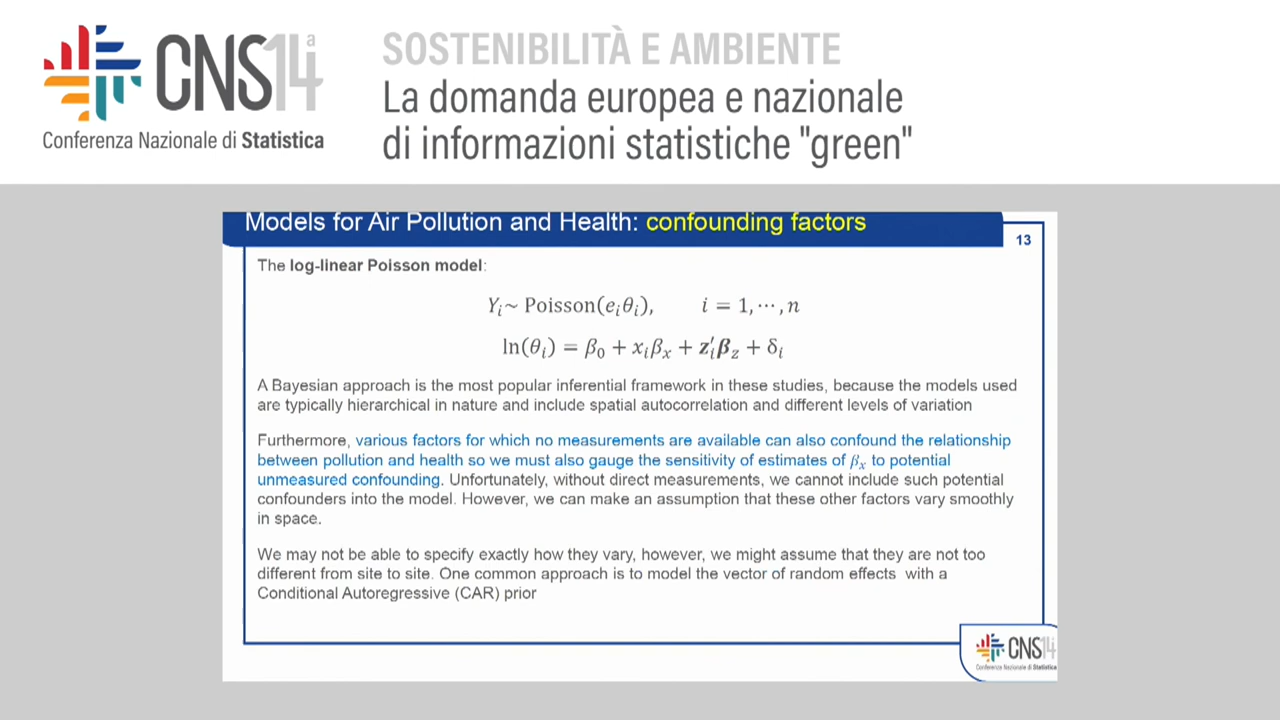 CNS14ª
Conferenza Nazionale di Statistica
SOSTENIBILITÀ E AMBIENTE
La domanda europea e nazionale
di informazioni statistiche "green"
Models for Air Pollution and Health: confounding factors
13
The log-linear Poisson model:
Yᵢ~ Poisson(eᵢθᵢ), i = 1, ⋯ , n
ln(θᵢ) = β₀ + xᵢβₓ + z′ᵢβ_z + δᵢ
A Bayesian approach is the most popular inferential framework in these studies, because the models used
are typically hierarchical in nature and include spatial autocorrelation and different levels of variation
Furthermore, various factors for which no measurements are available can also confound the relationship
between pollution and health so we must also gauge the sensitivity of estimates of βₓ to potential
unmeasured confounding. Unfortunately, without direct measurements, we cannot include such potential
confounders into the model. However, we can make an assumption that these other factors vary smoothly
in space.
We may not be able to specify exactly how they vary, however, we might assume that they are not too
different from site to site. One common approach is to model the vector of random effects with a
Conditional Autoregressive (CAR) prior
CNS14
Conferenza Nazionale di Statistica